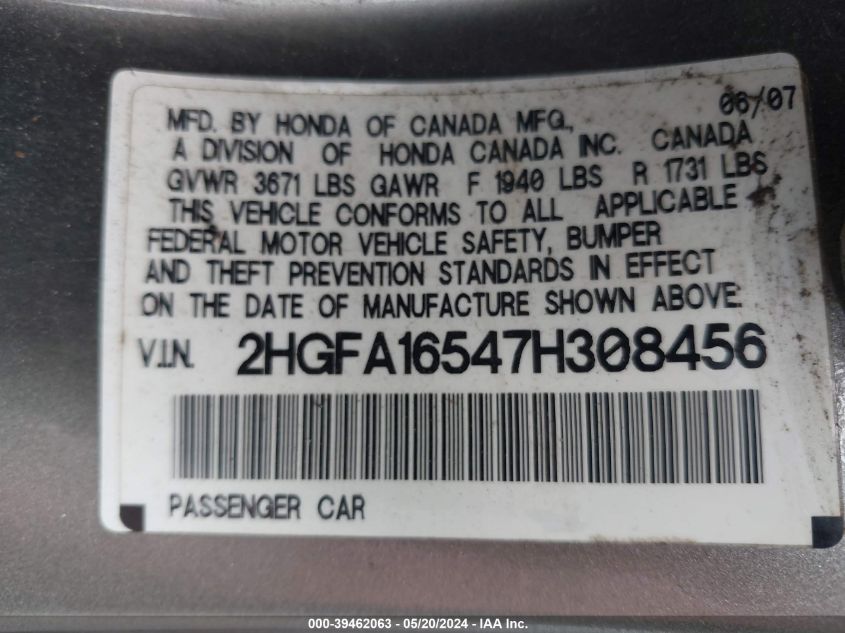 06/07
MFD. BY HONDA OF CANADA MFG.,
A DIVISION OF HONDA CANADA INC. CANADA
GVWR 3671 LBS GAWR F 1940 LBS R 1731 LBS
THIS VEHICLE CONFORMS TO ALL APPLICABLE
FEDERAL MOTOR VEHICLE SAFETY, BUMPER
AND THEFT PREVENTION STANDARDS IN EFFECT
ON THE DATE OF MANUFACTURE SHOWN ABOVE.
V.I.N. 2HGFA16547H308456
PASSENGER CAR
000-39462063 - 05/20/2024 - IAA Inc.